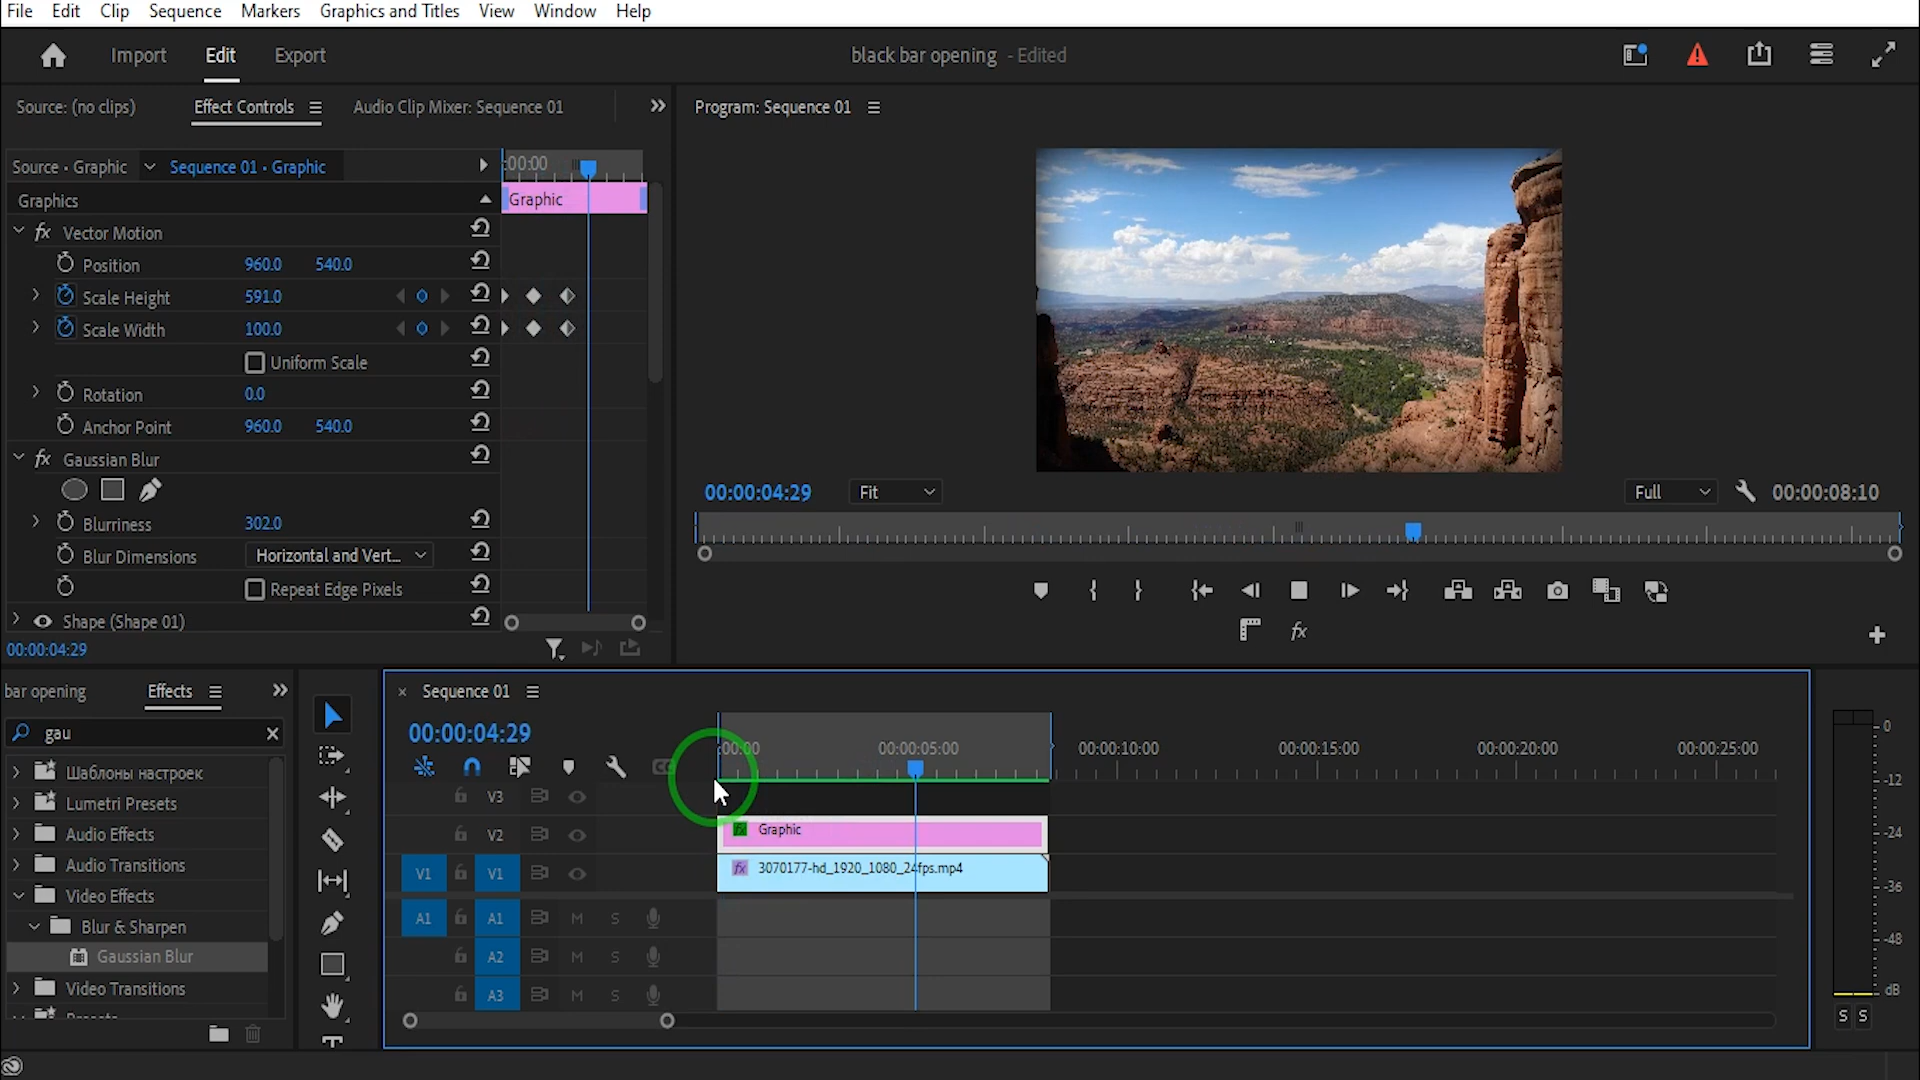 File Edit Clip Sequence Markers Graphics and Titles View Window Help
Import Edit Export black bar opening - Edited
Source: (no clips) Effect Controls Audio Clip Mixer: Sequence 01
Program: Sequence 01
Source • Graphic Sequence 01 • Graphic :00:00
Graphics Graphic
fx Vector Motion
Position 960.0 540.0
Scale Height 591.0
Scale Width 100.0
Uniform Scale
Rotation 0.0
Anchor Point 960.0 540.0
fx Gaussian Blur
Blurriness 302.0
Blur Dimensions Horizontal and Vert...
Repeat Edge Pixels
Shape (Shape 01)
00:00:04:29
00:00:04:29 Fit Full 00:00:08:10
fx
bar opening Effects
gau
Шаблоны настроек
Lumetri Presets
Audio Effects
Audio Transitions
Video Effects
Blur & Sharpen
Gaussian Blur
Video Transitions
Sequence 01
00:00:04:29
:00:00 00:00:05:00 00:00:10:00 00:00:15:00 00:00:20:00 00:00:25:00
V3
V2 fx Graphic
V1 V1 fx 3070177-hd_1920_1080_24fps.mp4
A1 A1 M S
A2 M S
A3 M S
0
-12
-24
-36
-48
dB
S S